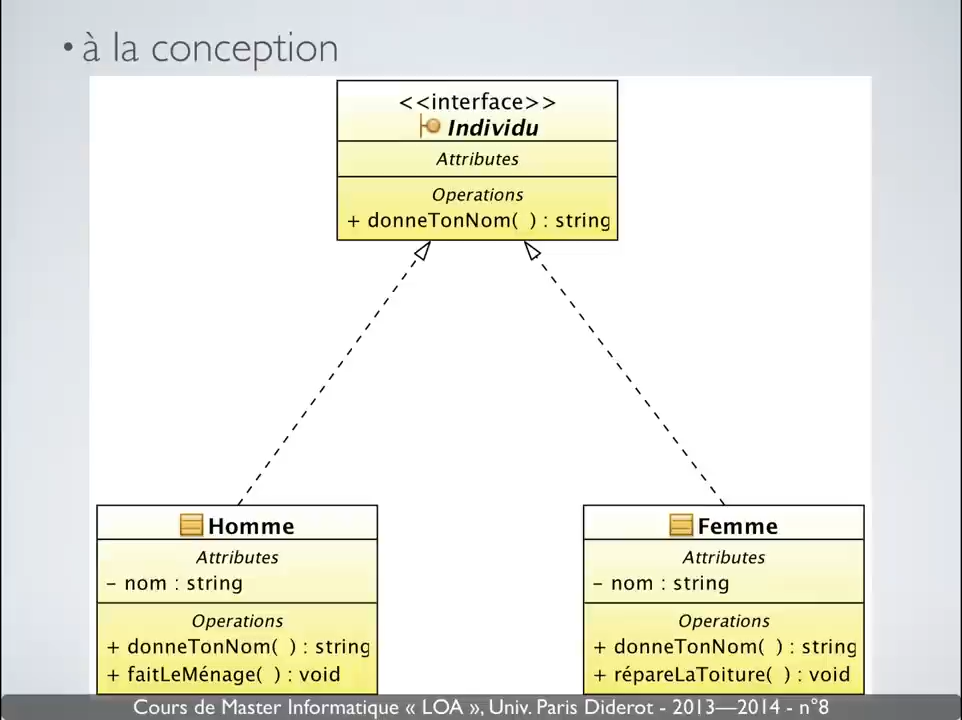 • à la conception
<<interface>>
Individu
Attributes
Operations
+ donneTonNom( ) : string
Homme
Attributes
- nom : string
Operations
+ donneTonNom( ) : string
+ faitLeMénage( ) : void
Femme
Attributes
- nom : string
Operations
+ donneTonNom( ) : string
+ répareLaToiture( ) : void
Cours de Master Informatique « LOA », Univ. Paris Diderot - 2013—2014 - n°8